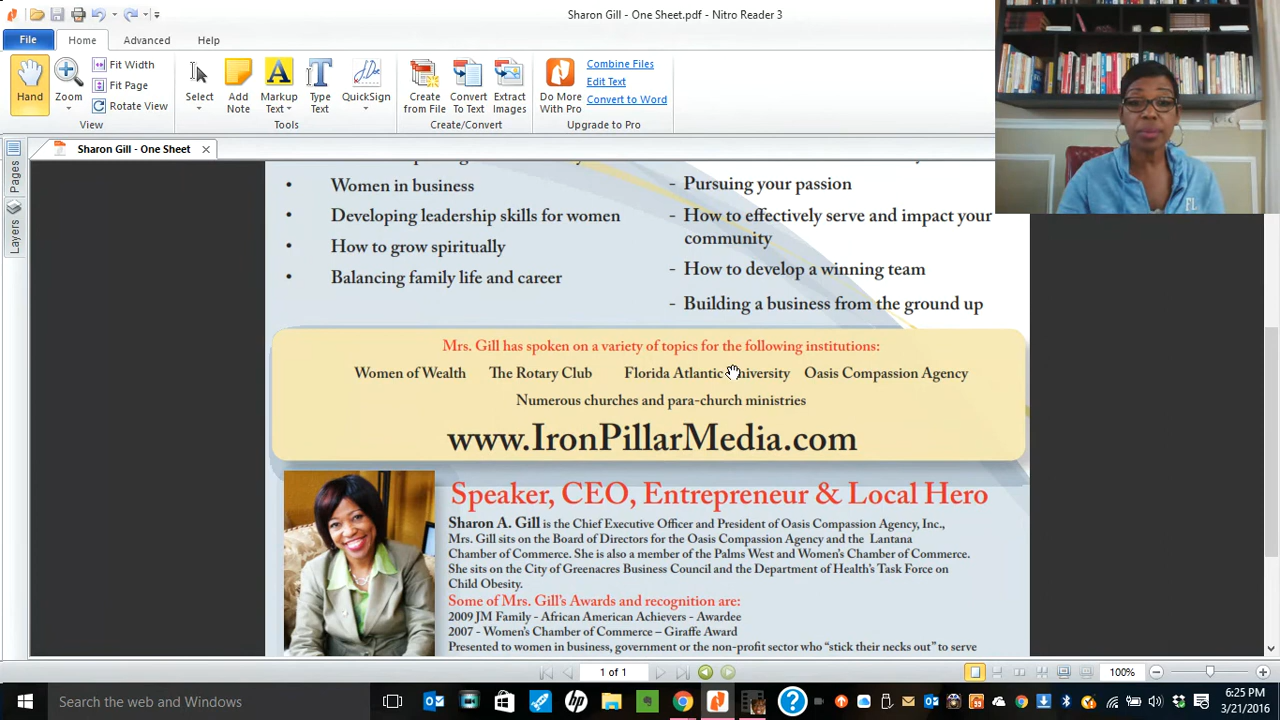 Sharon Gill - One Sheet.pdf - Nitro Reader 3
File Home Advanced Help
Hand
Zoom
Fit Width
Fit Page
Rotate View
View
Select
Add Note
Markup Text
Type Text
QuickSign
Tools
Create from File
Convert To Text
Extract Images
Create/Convert
Do More With Pro
Combine Files
Edit Text
Convert to Word
Upgrade to Pro
Sharon Gill - One Sheet
Pages
Layers
• Women in business
• Developing leadership skills for women
• How to grow spiritually
• Balancing family life and career
- Pursuing your passion
- How to effectively serve and impact your
community
- How to develop a winning team
- Building a business from the ground up
Mrs. Gill has spoken on a variety of topics for the following institutions:
Women of Wealth The Rotary Club Florida Atlantic University Oasis Compassion Agency
Numerous churches and para-church ministries
www.IronPillarMedia.com
Speaker, CEO, Entrepreneur & Local Hero
Sharon A. Gill is the Chief Executive Officer and President of Oasis Compassion Agency, Inc.,
Mrs. Gill sits on the Board of Directors for the Oasis Compassion Agency and the Lantana
Chamber of Commerce. She is also a member of the Palms West and Women's Chamber of Commerce.
She sits on the City of Greenacres Business Council and the Department of Health's Task Force on
Child Obesity.
Some of Mrs. Gill's Awards and recognition are:
2009 JM Family - African American Achievers - Awardee
2007 - Women's Chamber of Commerce – Giraffe Award
Presented to women in business, government or the non-profit sector who "stick their necks out" to serve
1 of 1
100%
Search the web and Windows
6:25 PM
3/21/2016